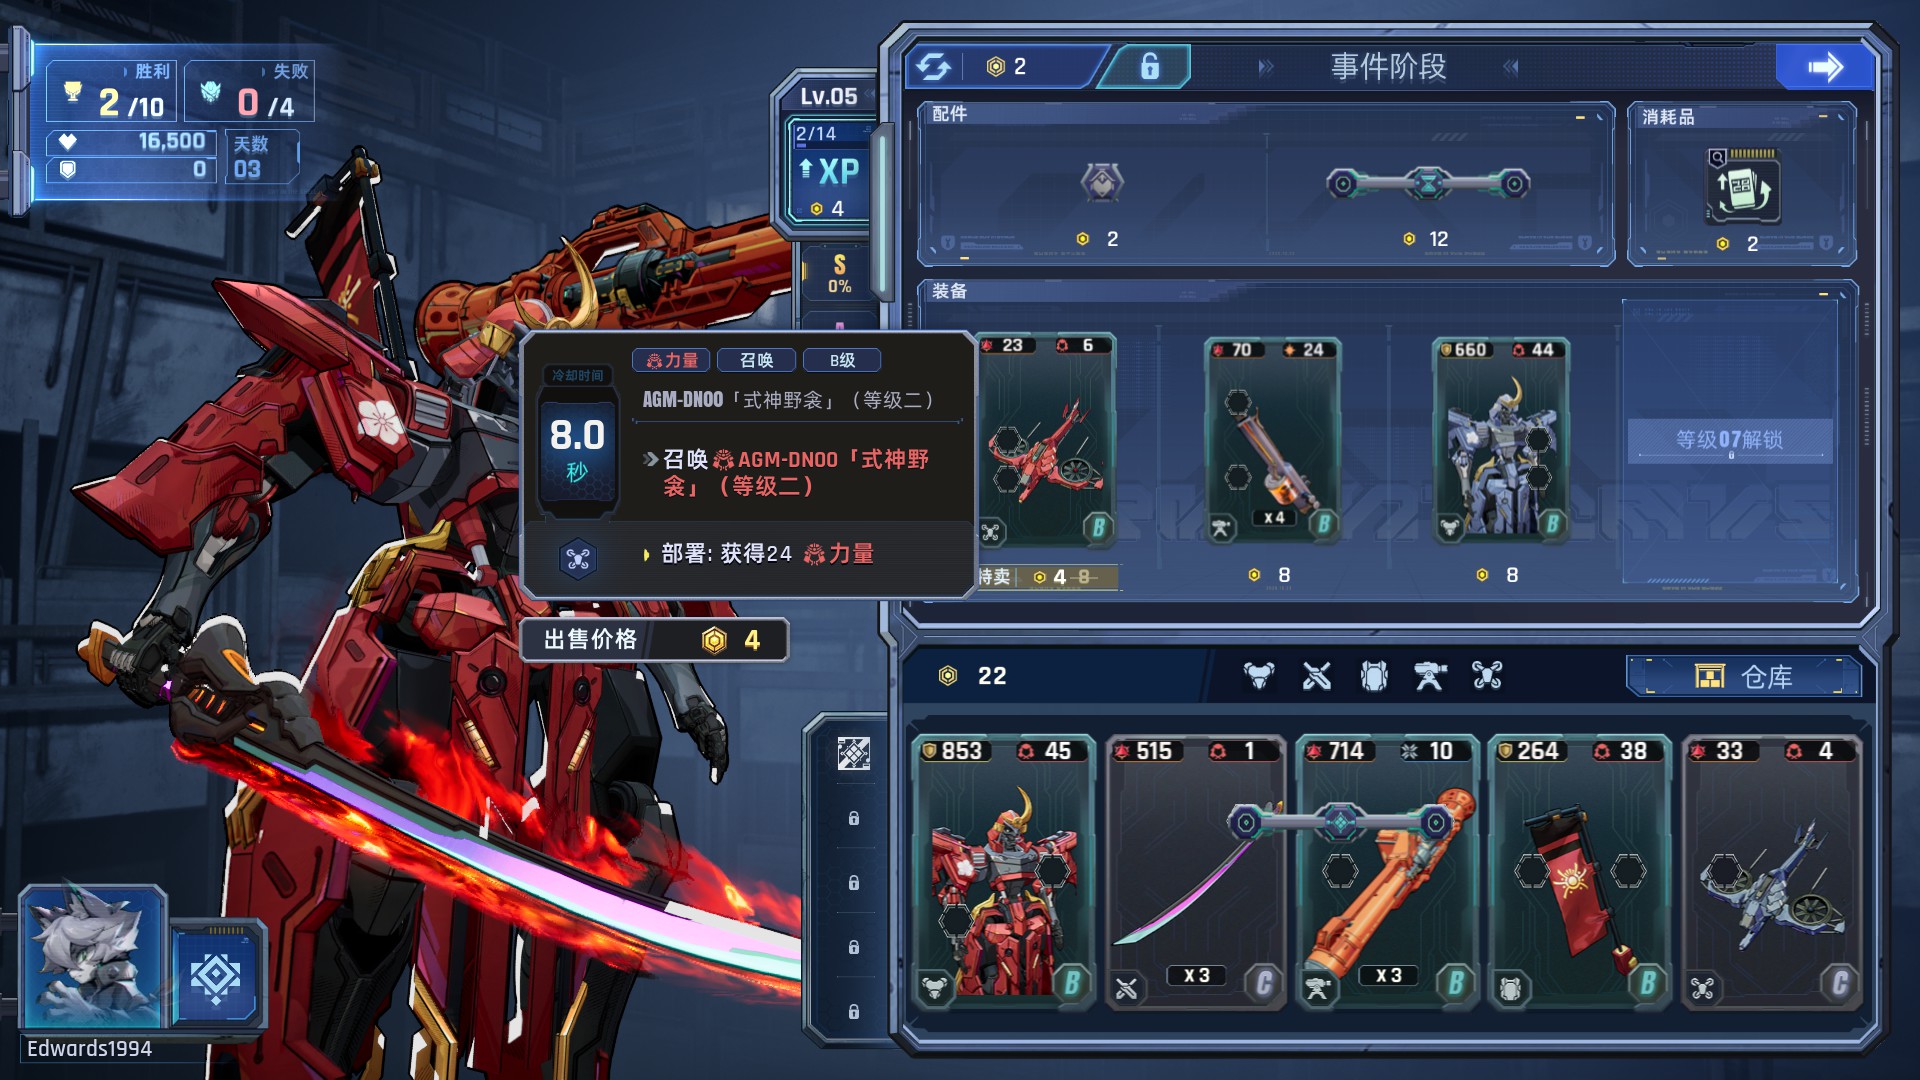 胜利
2 /10
失败
0 /4
16,500
0
天数
03
Lv.05
2/14
XP
4
S
0%
2
事件阶段
配件
2
12
消耗品
2
装备
23
6
特卖
4 8
70
24
x4
B
8
660
44
B
8
B
等级07解锁
冷却时间
8.0
秒
力量
召唤
B级
AGM-DN00「式神野衾」（等级二）
召唤 AGM-DN00「式神野
衾」（等级二）
部署: 获得24 力量
出售价格
4
22
仓库
853
45
B
515
1
x3
C
714
10
x3
B
264
38
B
33
4
C
Edwards1994